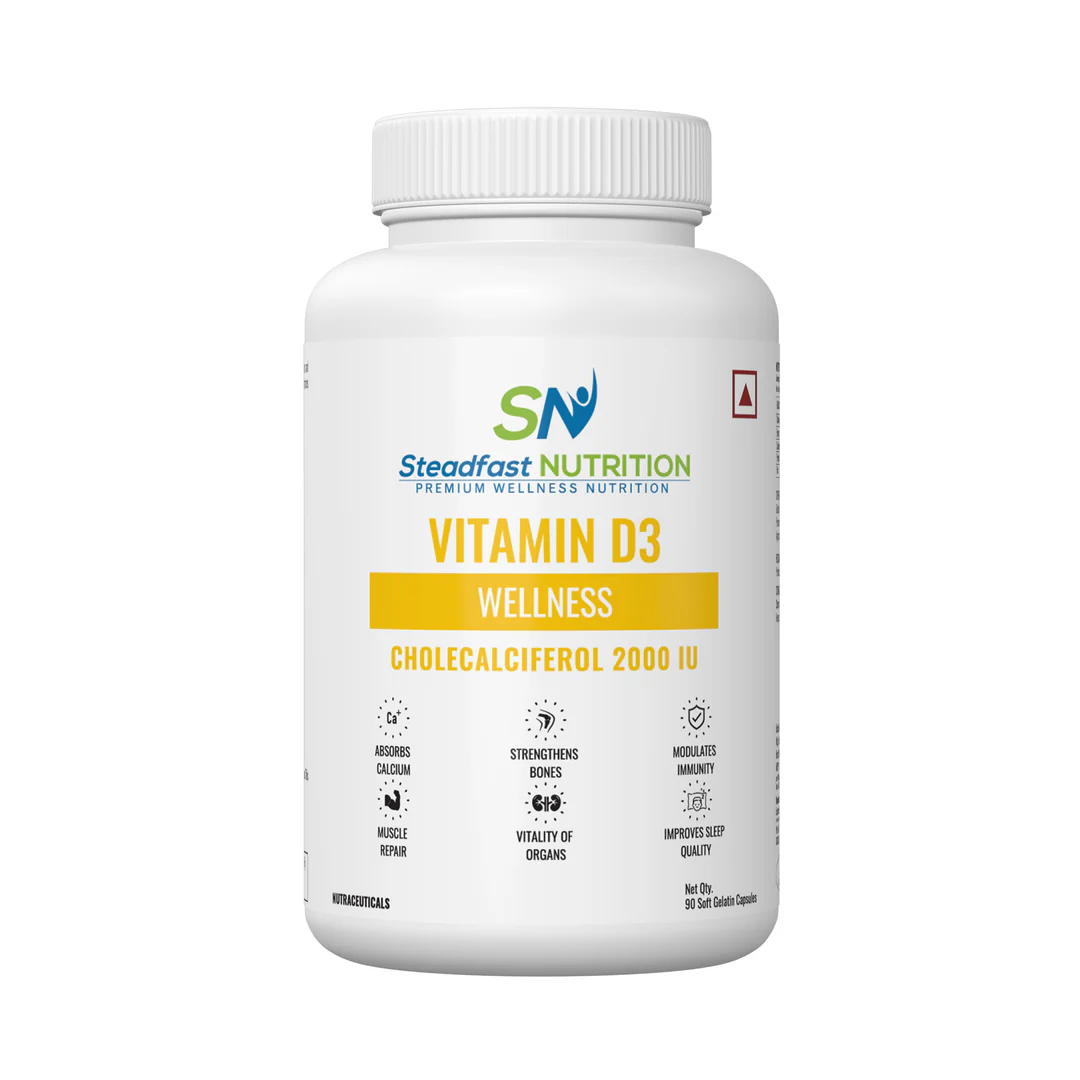 SN
Steadfast NUTRITION
PREMIUM WELLNESS NUTRITION
VITAMIN D3
WELLNESS
CHOLECALCIFEROL 2000 IU
Ca+
ABSORBS
CALCIUM
STRENGTHENS
BONES
MODULATES
IMMUNITY
MUSCLE
REPAIR
VITALITY OF
ORGANS
IMPROVES SLEEP
QUALITY
NUTRACEUTICALS
Net Qty.
90 Soft Gelatin Capsules